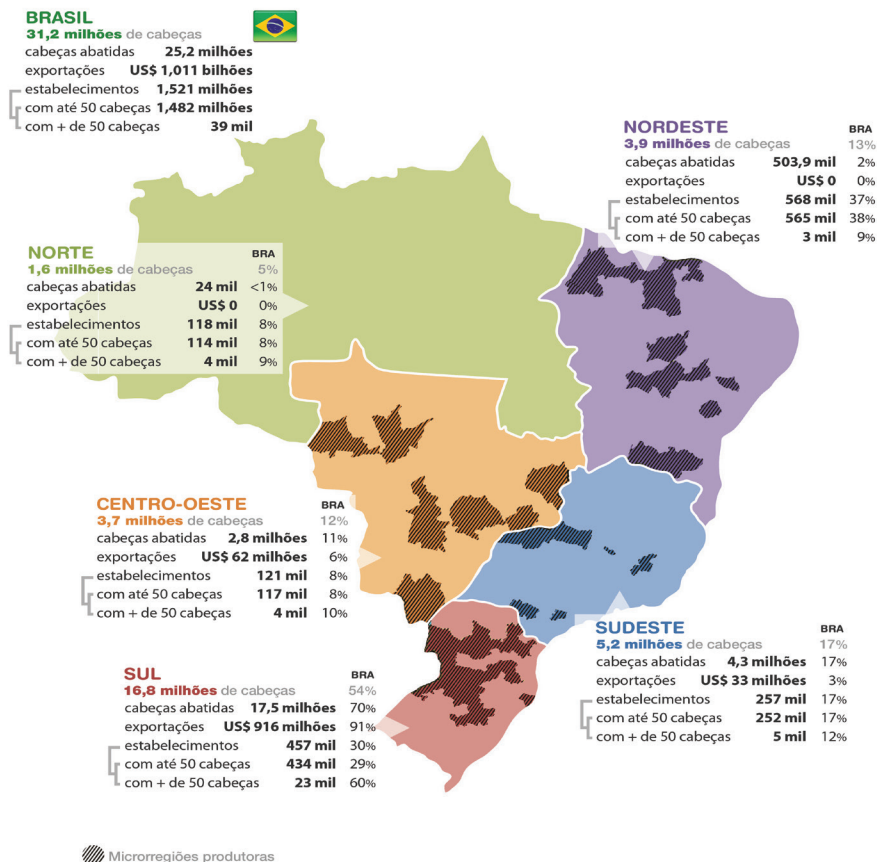 BRASIL
31,2 milhões de cabeças
cabeças abatidas 25,2 milhões
exportações US$ 1,011 bilhões
estabelecimentos 1,521 milhões
com até 50 cabeças 1,482 milhões
com + de 50 cabeças 39 mil
NORDESTE BRA
3,9 milhões de cabeças 13%
cabeças abatidas 503,9 mil 2%
exportações US$ 0 0%
estabelecimentos 568 mil 37%
com até 50 cabeças 565 mil 38%
com + de 50 cabeças 3 mil 9%
NORTE BRA
1,6 milhões de cabeças 5%
cabeças abatidas 24 mil <1%
exportações US$ 0 0%
estabelecimentos 118 mil 8%
com até 50 cabeças 114 mil 8%
com + de 50 cabeças 4 mil 9%
CENTRO-OESTE BRA
3,7 milhões de cabeças 12%
cabeças abatidas 2,8 milhões 11%
exportações US$ 62 milhões 6%
estabelecimentos 121 mil 8%
com até 50 cabeças 117 mil 8%
com + de 50 cabeças 4 mil 10%
SUDESTE BRA
5,2 milhões de cabeças 17%
cabeças abatidas 4,3 milhões 17%
exportações US$ 33 milhões 3%
estabelecimentos 257 mil 17%
com até 50 cabeças 252 mil 17%
com + de 50 cabeças 5 mil 12%
SUL BRA
16,8 milhões de cabeças 54%
cabeças abatidas 17,5 milhões 70%
exportações US$ 916 milhões 91%
estabelecimentos 457 mil 30%
com até 50 cabeças 434 mil 29%
com + de 50 cabeças 23 mil 60%
Microrregiões produtoras